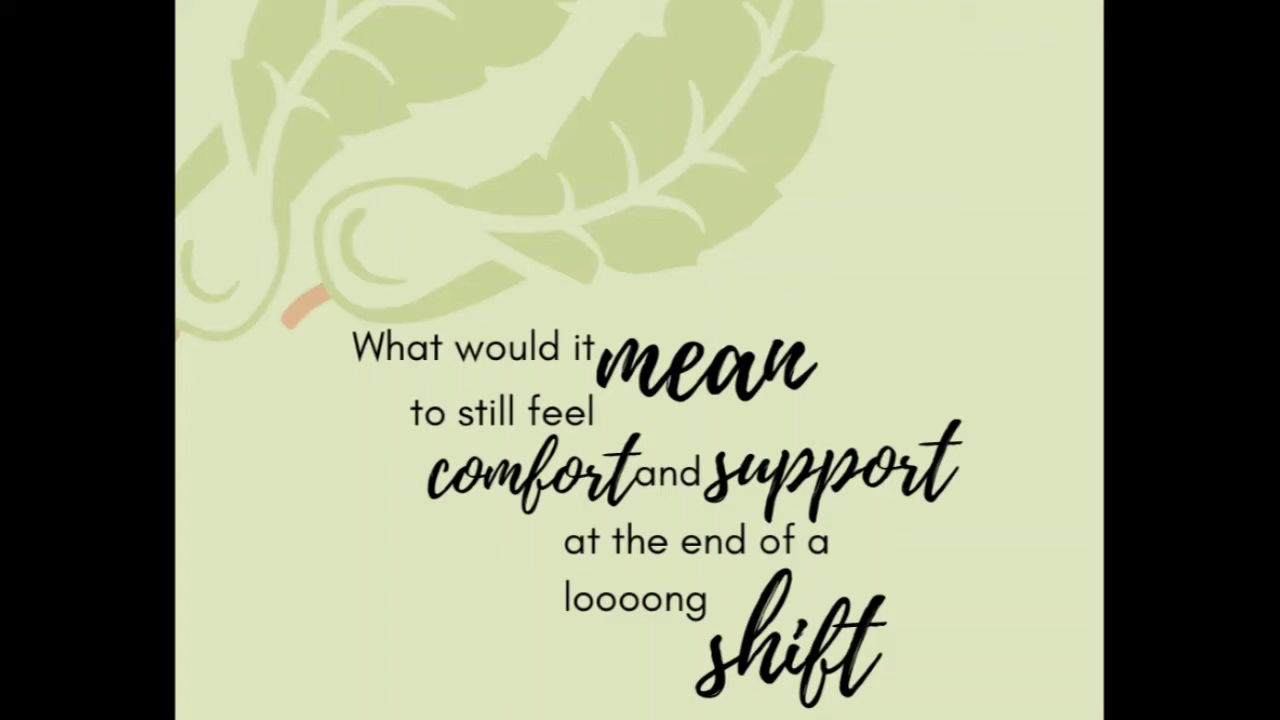 What would it mean
to still feel
comfort and support
at the end of a
loooong
shift